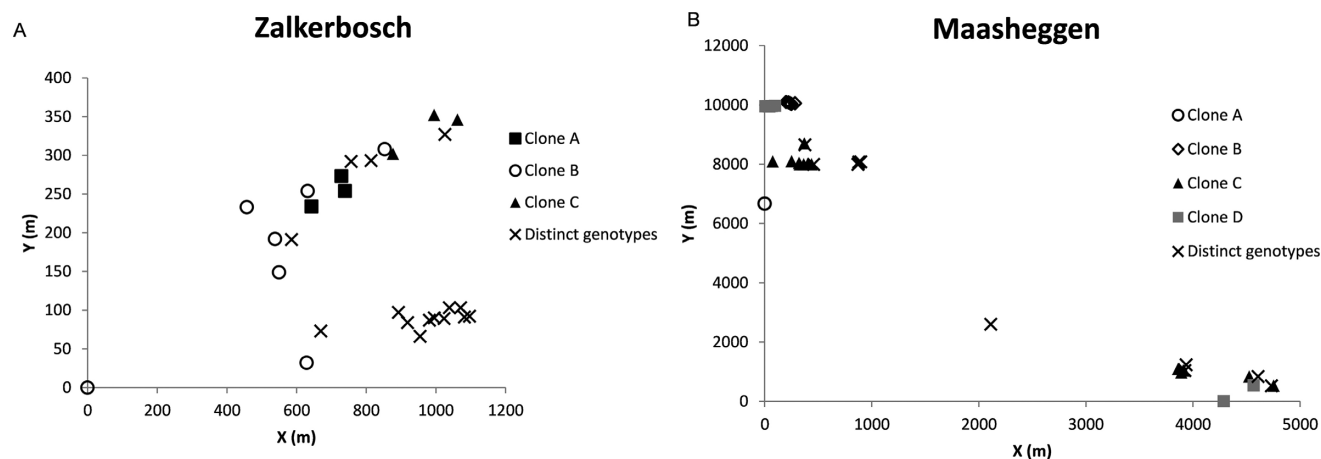 A
Zalkerbosch
400
350
300
250
200
150
100
50
0
Y (m)
0 200 400 600 800 1000 1200
X (m)
Clone A
Clone B
Clone C
Distinct genotypes
B
Maasheggen
12000
10000
8000
6000
4000
2000
0
Y (m)
0 1000 2000 3000 4000 5000
X (m)
Clone A
Clone B
Clone C
Clone D
Distinct genotypes